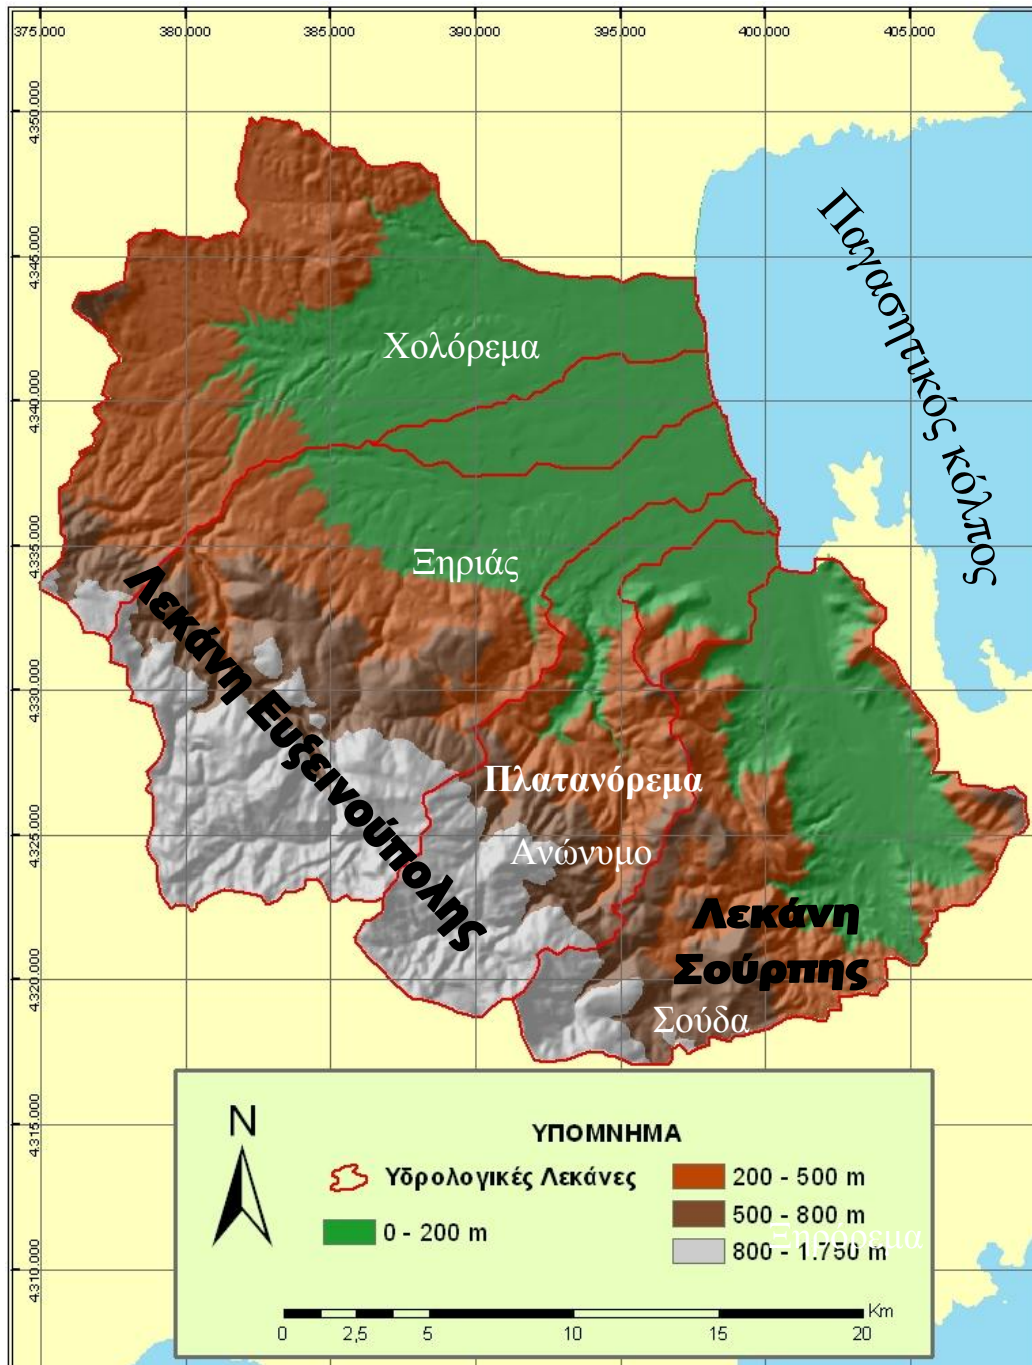 375.000 380.000 385.000 390.000 395.000 400.000 405.000
4.350.000
4.345.000
4.340.000
4.335.000
4.330.000
4.325.000
4.320.000
4.315.000
4.310.000
Παγασητικός κόλπος
Χολόρεμα
Ξηριάς
Λεκάνη Ευξεινούπολης
Πλατανόρεμα
Ανώνυμο
Λεκάνη
Σούρπης
Σούδα
N
ΥΠΟΜΝΗΜΑ
Υδρολογικές Λεκάνες
0 - 200 m
200 - 500 m
500 - 800 m
Ξηρόρεμα
800 - 1.750 m
0 2,5 5 10 15 20 Km